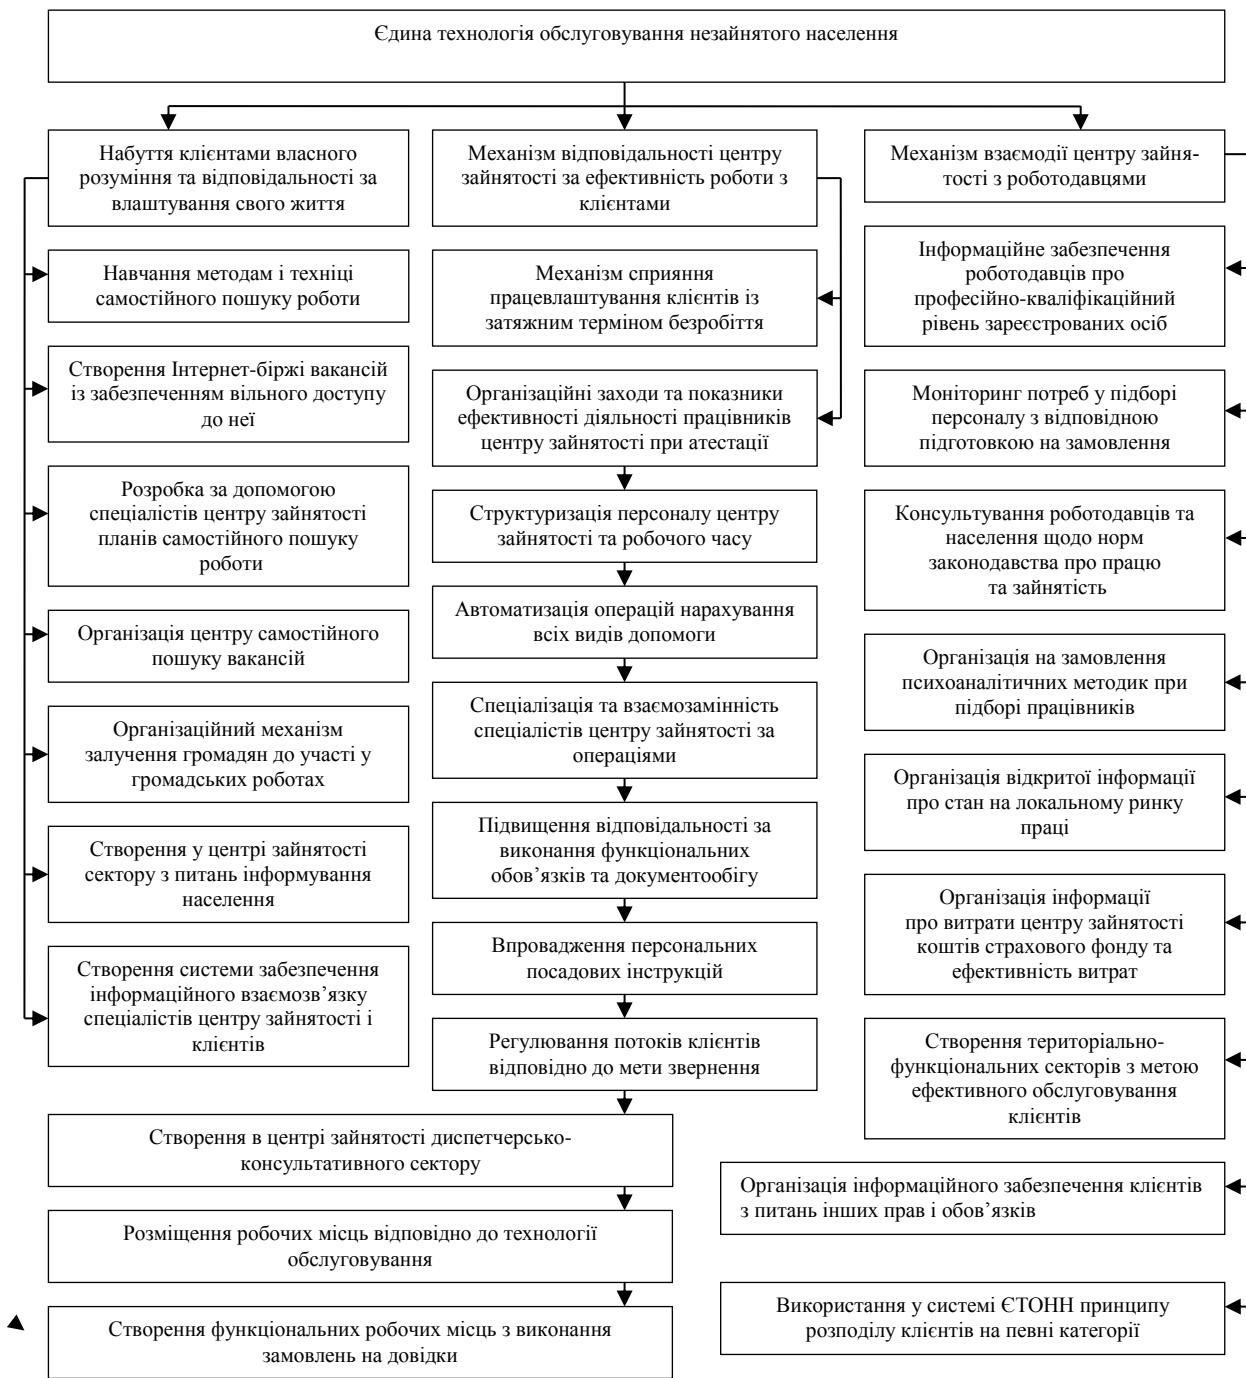 Єдина технологія обслуговування незайнятого населення
Набуття клієнтами власного
розуміння та відповідальності за
влаштування свого життя
Навчання методам і техніці
самостійного пошуку роботи
Створення Інтернет-біржі вакансій
із забезпеченням вільного доступу
до неї
Розробка за допомогою
спеціалістів центру зайнятості
планів самостійного пошуку
роботи
Організація центру самостійного
пошуку вакансій
Організаційний механізм
залучення громадян до участі у
громадських роботах
Створення у центрі зайнятості
сектору з питань інформування
населення
Створення системи забезпечення
інформаційного взаємозв’язку
спеціалістів центру зайнятості і
клієнтів
Механізм відповідальності центру
зайнятості за ефективність роботи з
клієнтами
Механізм сприяння
працевлаштування клієнтів із
затяжним терміном безробіття
Організаційні заходи та показники
ефективності діяльності працівників
центру зайнятості при атестації
Структуризація персоналу центру
зайнятості та робочого часу
Автоматизація операцій нарахування
всіх видів допомоги
Спеціалізація та взаємозамінність
спеціалістів центру зайнятості за
операціями
Підвищення відповідальності за
виконання функціональних
обов’язків та документообігу
Впровадження персональних
посадових інструкцій
Регулювання потоків клієнтів
відповідно до мети звернення
Створення в центрі зайнятості диспетчерсько-
консультативного сектору
Розміщення робочих місць відповідно до технології
обслуговування
Створення функціональних робочих місць з виконання
замовлень на довідки
Механізм взаємодії центру зайня-
тості з роботодавцями
Інформаційне забезпечення
роботодавців про
професійно-кваліфікаційний
рівень зареєстрованих осіб
Моніторинг потреб у підборі
персоналу з відповідною
підготовкою на замовлення
Консультування роботодавців та
населення щодо норм
законодавства про працю
та зайнятість
Організація на замовлення
психоаналітичних методик при
підборі працівників
Організація відкритої інформації
про стан на локальному ринку
праці
Організація інформації
про витрати центру зайнятості
коштів страхового фонду та
ефективність витрат
Створення територіально-
функціональних секторів з метою
ефективного обслуговування
клієнтів
Організація інформаційного забезпечення клієнтів
з питань інших прав і обов’язків
Використання у системі ЄТОНН принципу
розподілу клієнтів на певні категорії